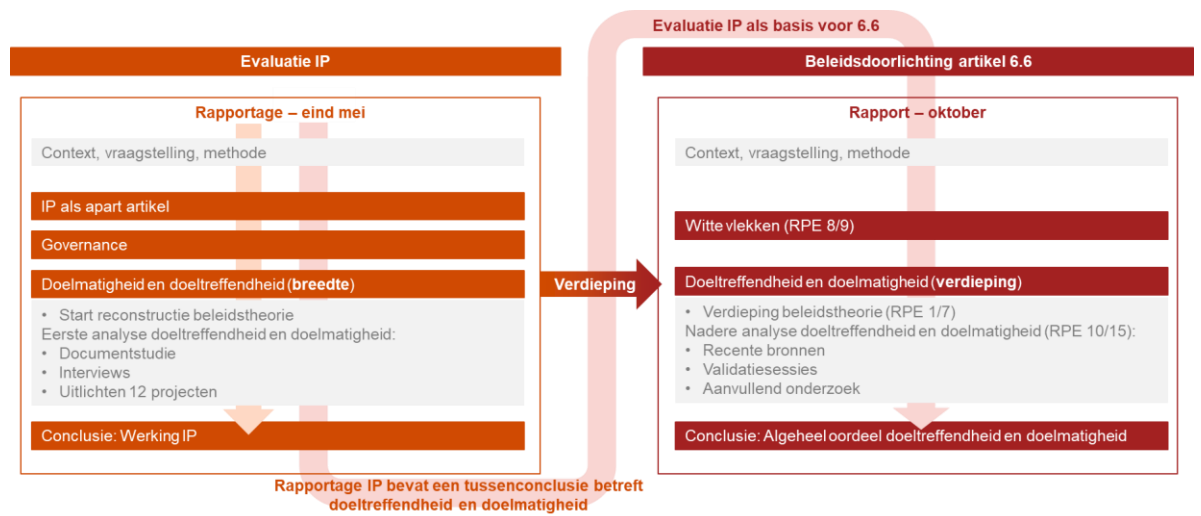 Evaluatie IP als basis voor 6.6
Evaluatie IP
Rapportage – eind mei
Context, vraagstelling, methode
IP als apart artikel
Governance
Doelmatigheid en doeltreffendheid (breedte)
• Start reconstructie beleidstheorie
Eerste analyse doeltreffendheid en doelmatigheid:
• Documentstudie
• Interviews
• Uitlichten 12 projecten
Conclusie: Werking IP
Rapportage IP bevat een tussenconclusie betreft
doeltreffendheid en doelmatigheid
Verdieping
Beleidsdoorlichting artikel 6.6
Rapport – oktober
Context, vraagstelling, methode
Witte vlekken (RPE 8/9)
Doeltreffendheid en doelmatigheid (verdieping)
• Verdieping beleidstheorie (RPE 1/7)
Nadere analyse doeltreffendheid en doelmatigheid (RPE 10/15):
• Recente bronnen
• Validatiesessies
• Aanvullend onderzoek
Conclusie: Algeheel oordeel doeltreffendheid en doelmatigheid